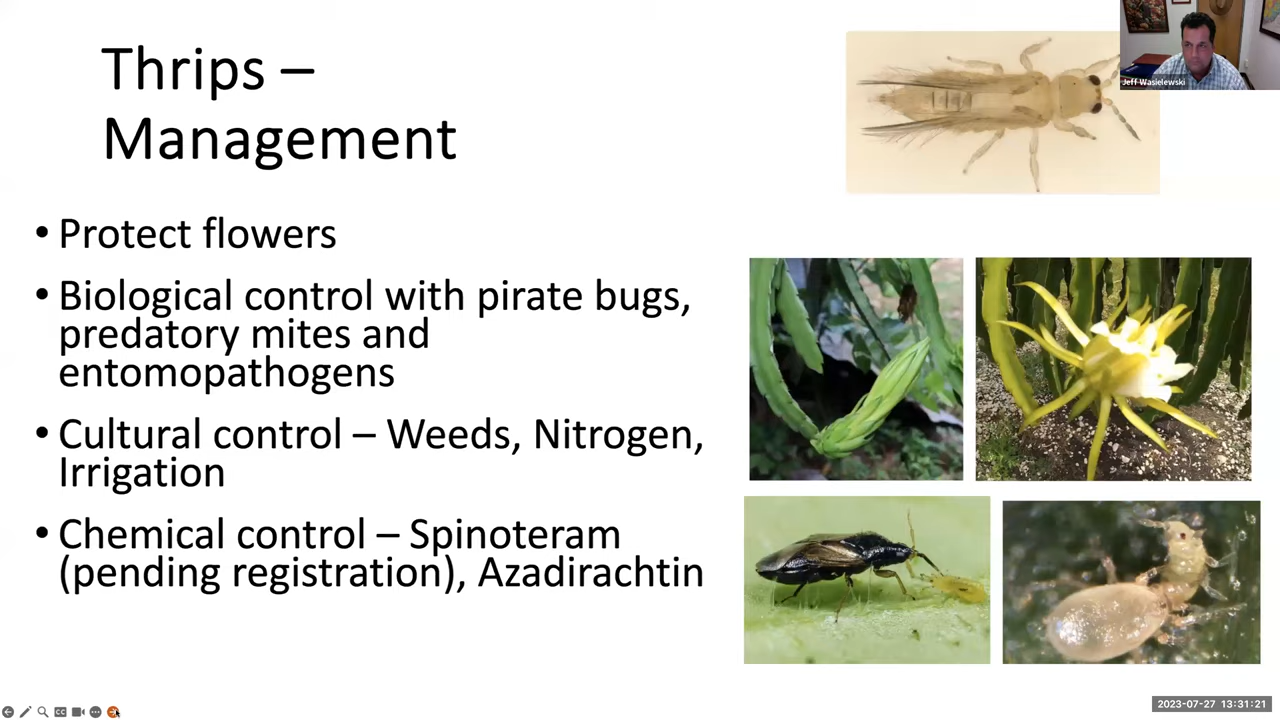 Thrips –
Management
• Protect flowers
• Biological control with pirate bugs,
predatory mites and
entomopathogens
• Cultural control – Weeds, Nitrogen,
Irrigation
• Chemical control – Spinoteram
(pending registration), Azadirachtin
Jeff Wasielewski
CC
2023-07-27 13:31:21